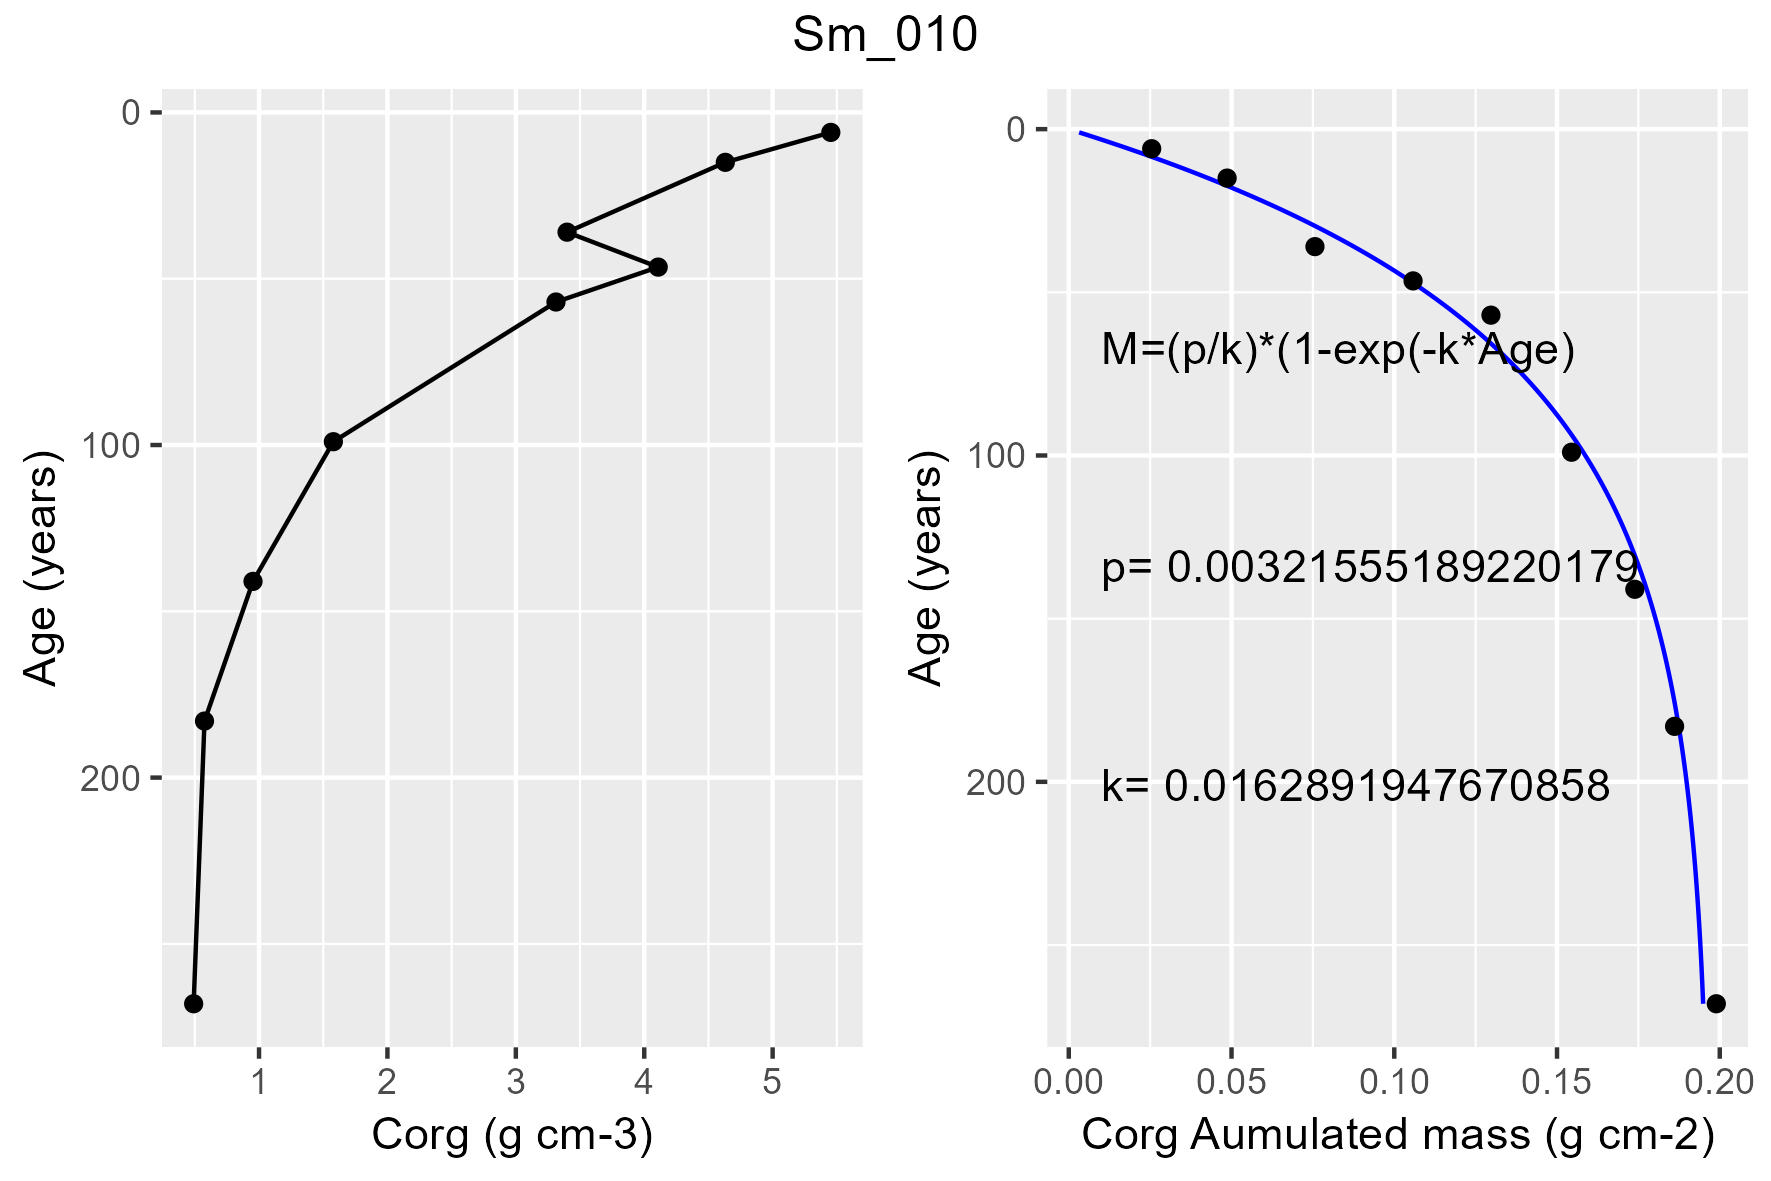 Sm_010
0
100
200
Age (years)
1 2 3 4 5
Corg (g cm-3)
0
100
200
Age (years)
M=(p/k)*(1-exp(-k*Age)
p= 0.00321555189220179
k= 0.0162891947670858
0.00 0.05 0.10 0.15 0.20
Corg Aumulated mass (g cm-2)